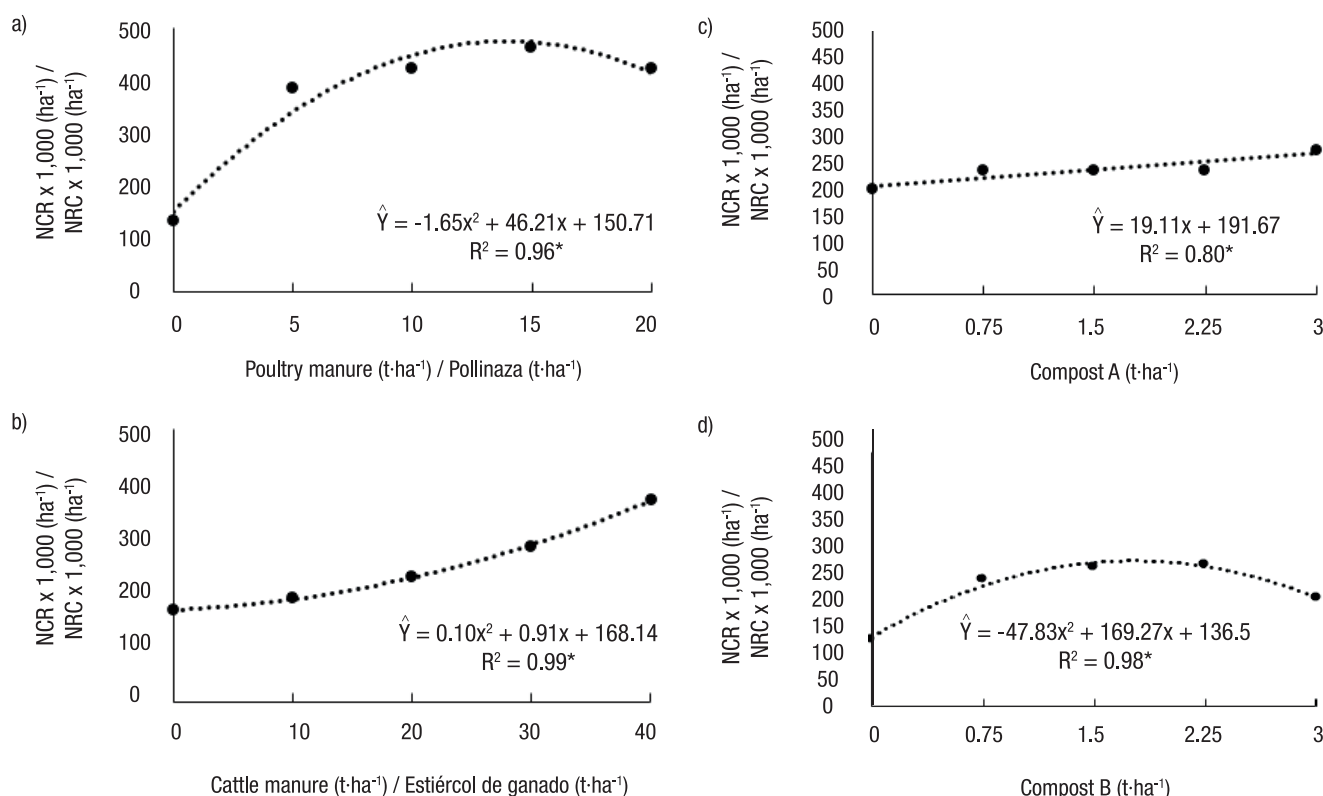 a)
NCR x 1,000 (ha⁻¹) /
NRC x 1,000 (ha⁻¹)
500
400
300
200
100
0
Ŷ = -1.65x² + 46.21x + 150.71
R² = 0.96*
0 5 10 15 20
Poultry manure (t·ha⁻¹) / Pollinaza (t·ha⁻¹)
b)
NCR x 1,000 (ha⁻¹) /
NRC x 1,000 (ha⁻¹)
500
400
300
200
100
0
Ŷ = 0.10x² + 0.91x + 168.14
R² = 0.99*
0 10 20 30 40
Cattle manure (t·ha⁻¹) / Estiércol de ganado (t·ha⁻¹)
c)
NCR x 1,000 (ha⁻¹) /
NRC x 1,000 (ha⁻¹)
500
450
400
350
300
250
200
150
100
50
0
Ŷ = 19.11x + 191.67
R² = 0.80*
0 0.75 1.5 2.25 3
Compost A (t·ha⁻¹)
d)
NCR x 1,000 (ha⁻¹) /
NRC x 1,000 (ha⁻¹)
500
450
400
350
300
250
200
150
100
50
0
Ŷ = -47.83x² + 169.27x + 136.5
R² = 0.98*
0 0.75 1.5 2.25 3
Compost B (t·ha⁻¹)